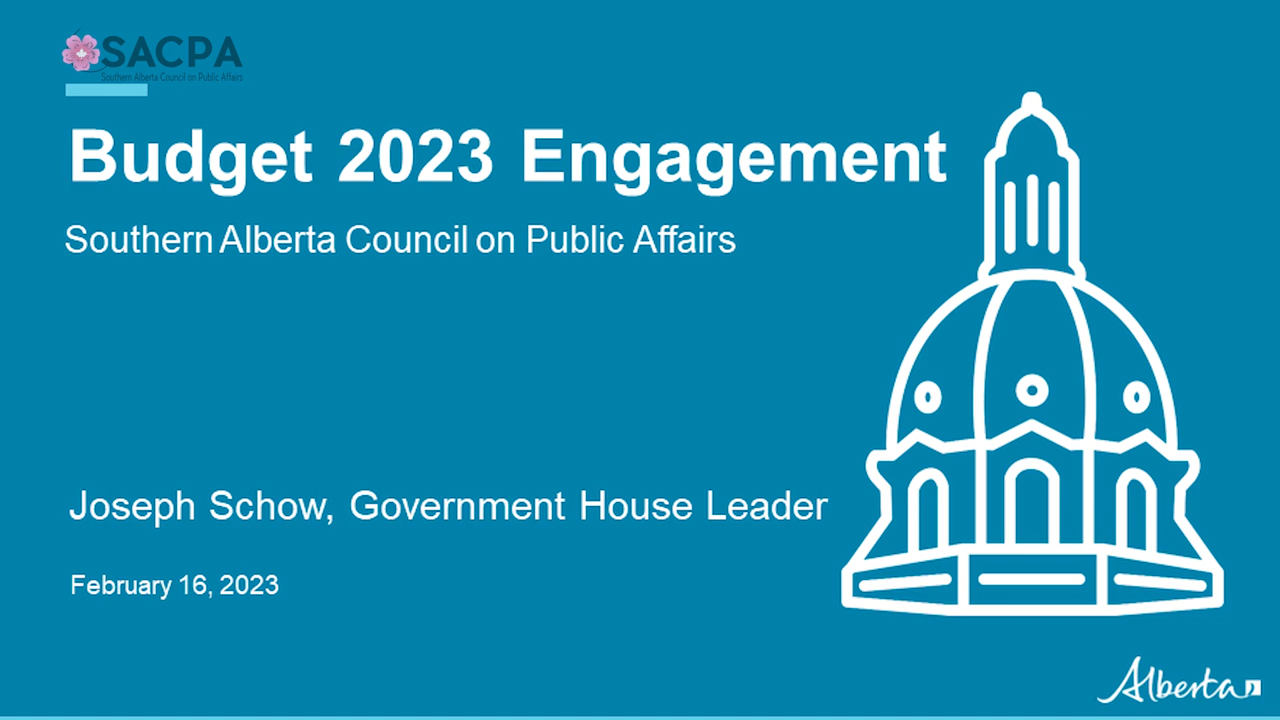 SACPA
Southern Alberta Council on Public Affairs
Budget 2023 Engagement
Southern Alberta Council on Public Affairs
Joseph Schow, Government House Leader
February 16, 2023
Alberta